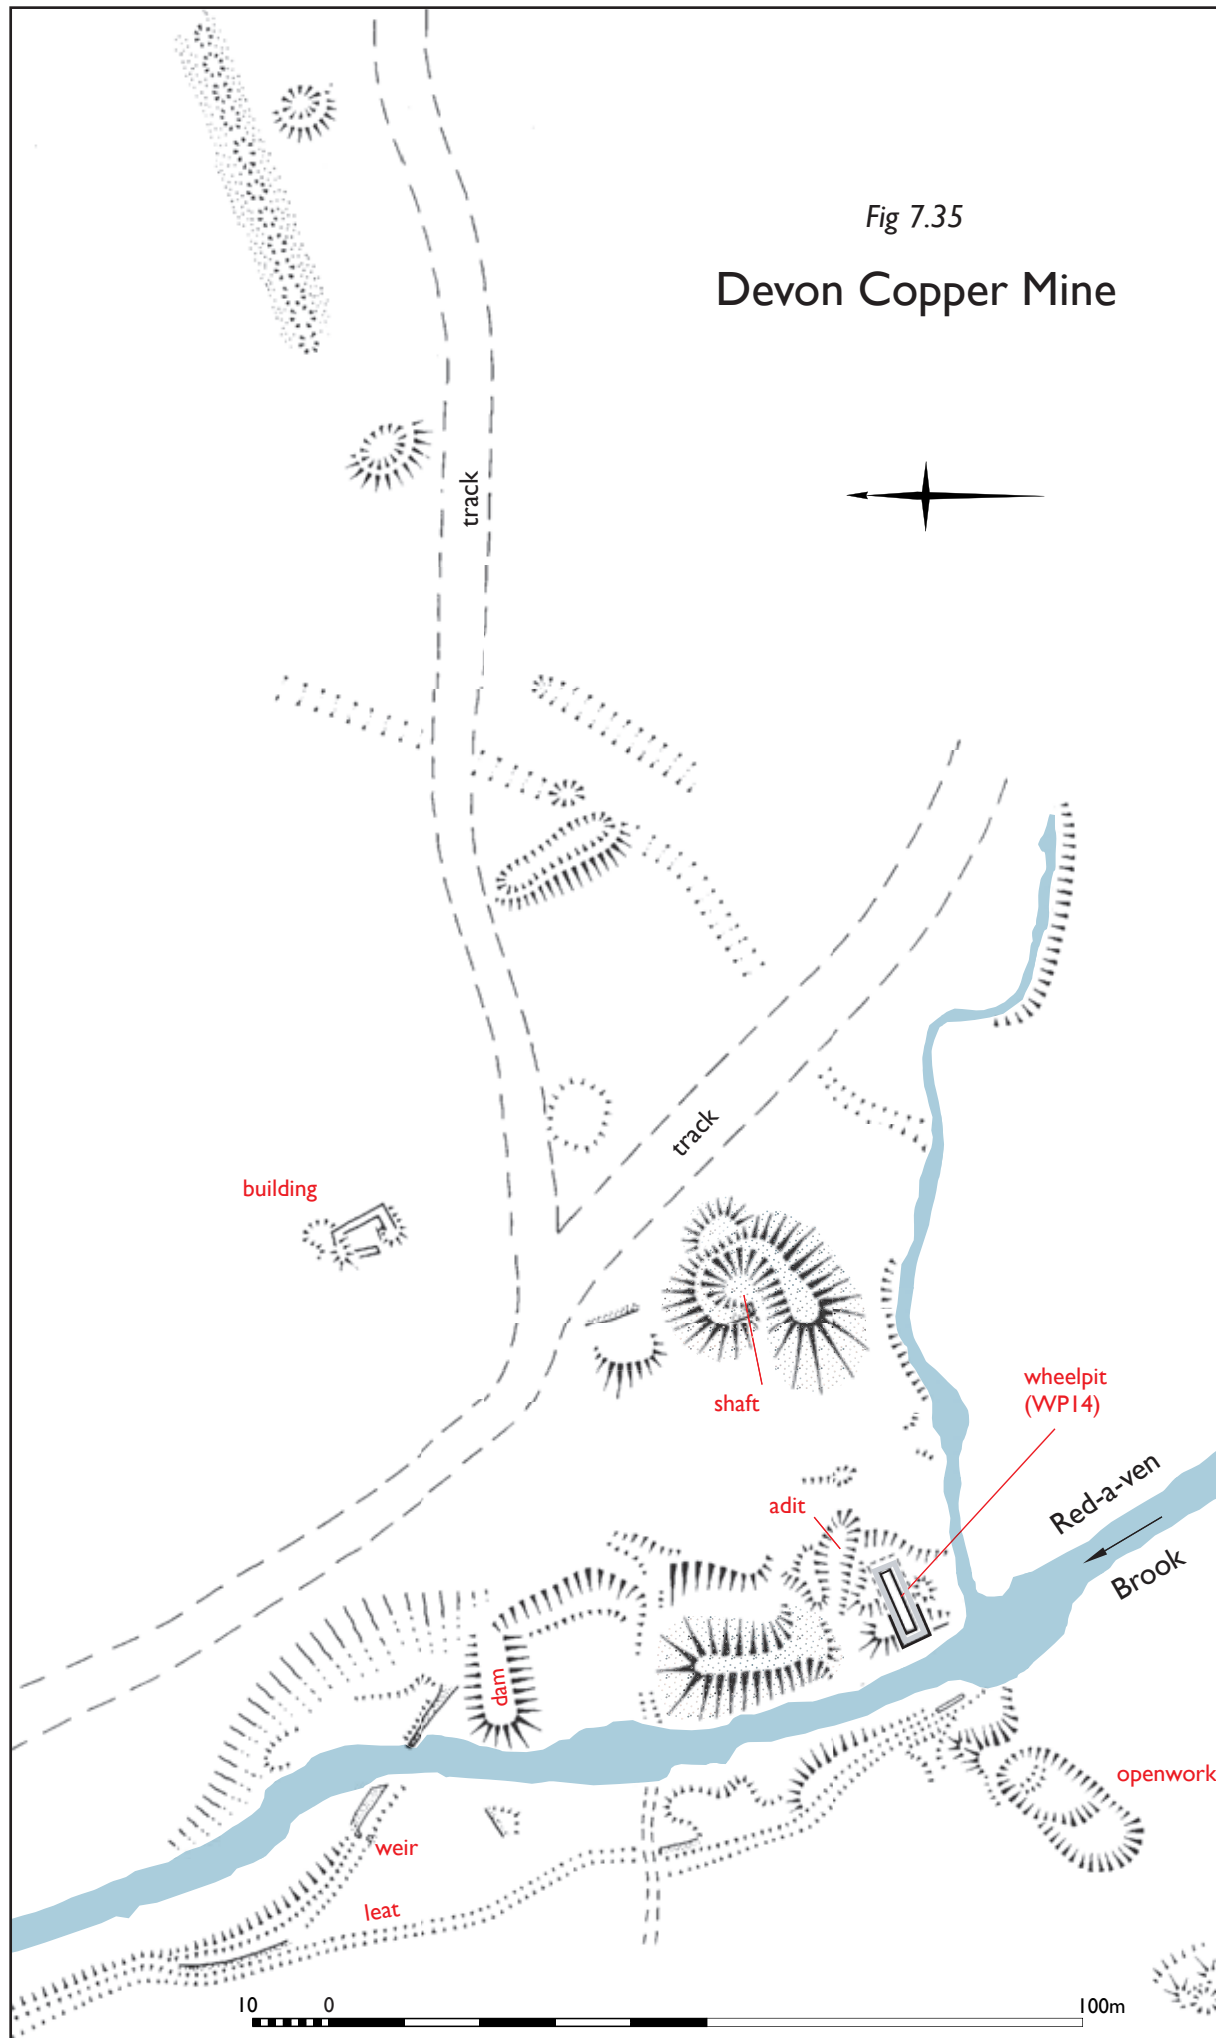 Fig 7.35
Devon Copper Mine
track
track
building
shaft
wheelpit
(WP14)
adit
Red-a-ven
Brook
dam
openwork
weir
leat
10 0 100m